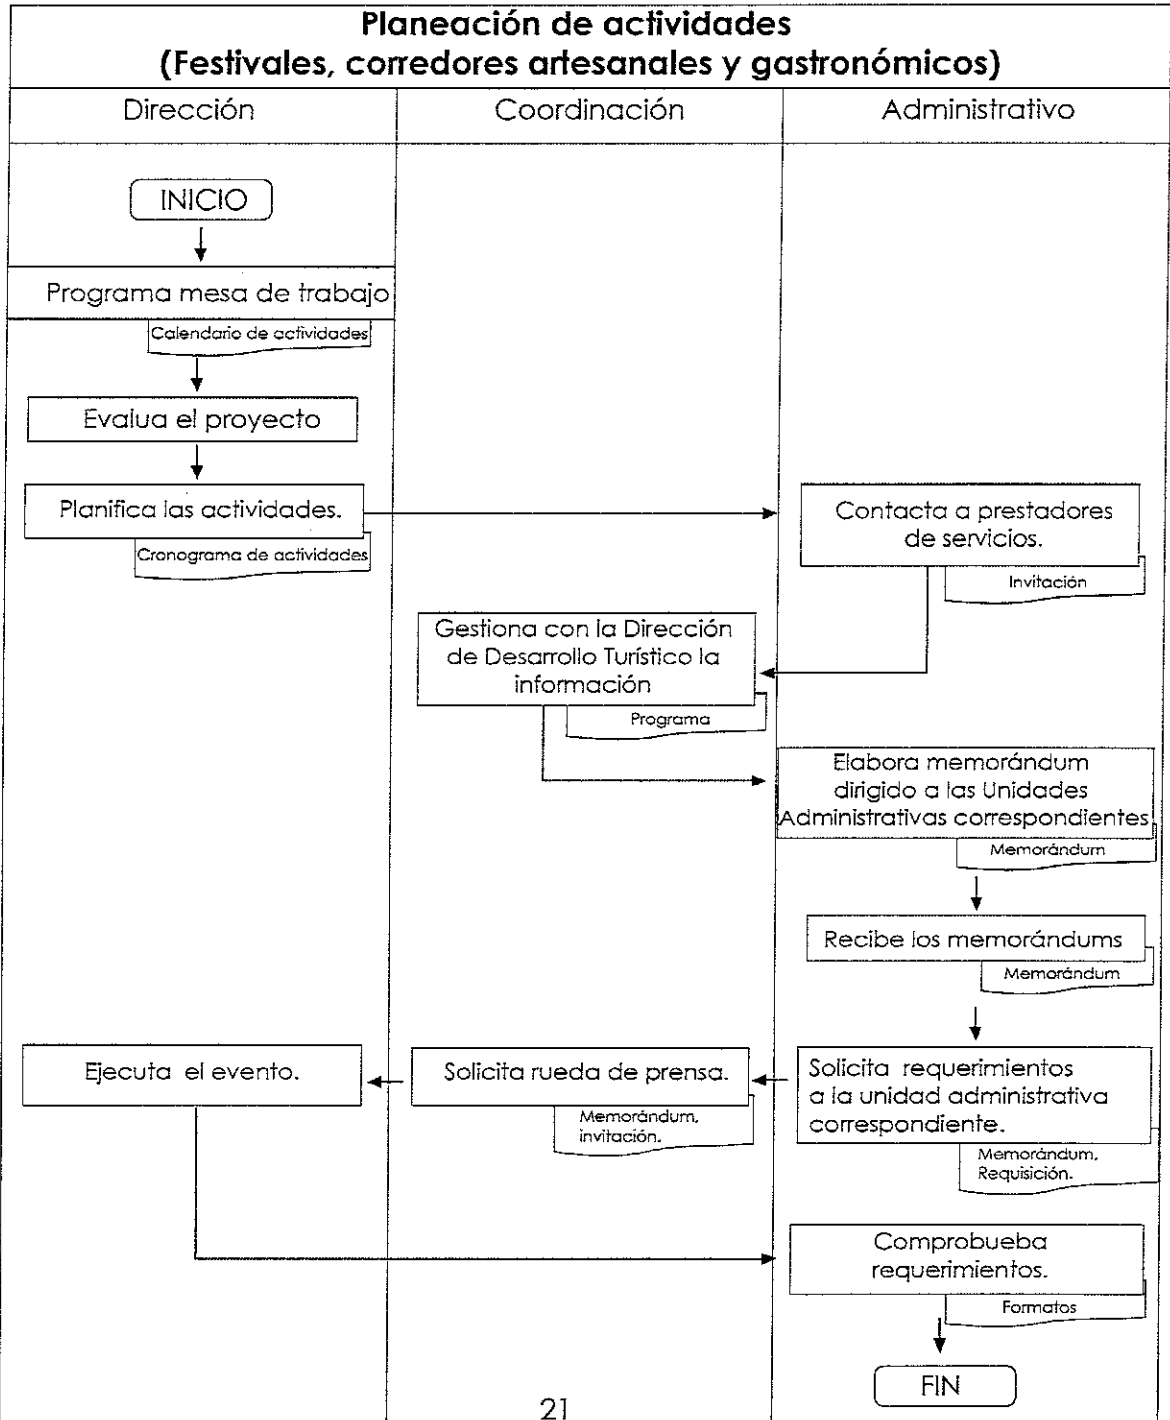 Planeación de actividades
(Festivales, corredores artesanales y gastronómicos)
Dirección
Coordinación
Administrativo
INICIO
Programa mesa de trabajo
Calendario de actividades
Evalua el proyecto
Planifica las actividades.
Cronograma de actividades
Contacta a prestadores
de servicios.
Invitación
Gestiona con la Dirección
de Desarrollo Turístico la
información
Programa
Elabora memorándum
dirigido a las Unidades
Administrativas correspondientes
Memorándum
Recibe los memorándums
Memorándum
Solicita requerimientos
a la unidad administrativa
correspondiente.
Memorándum,
Requisición.
Solicita rueda de prensa.
Memorándum,
invitación.
Ejecuta el evento.
Comprobueba
requerimientos.
Formatos
FIN
21